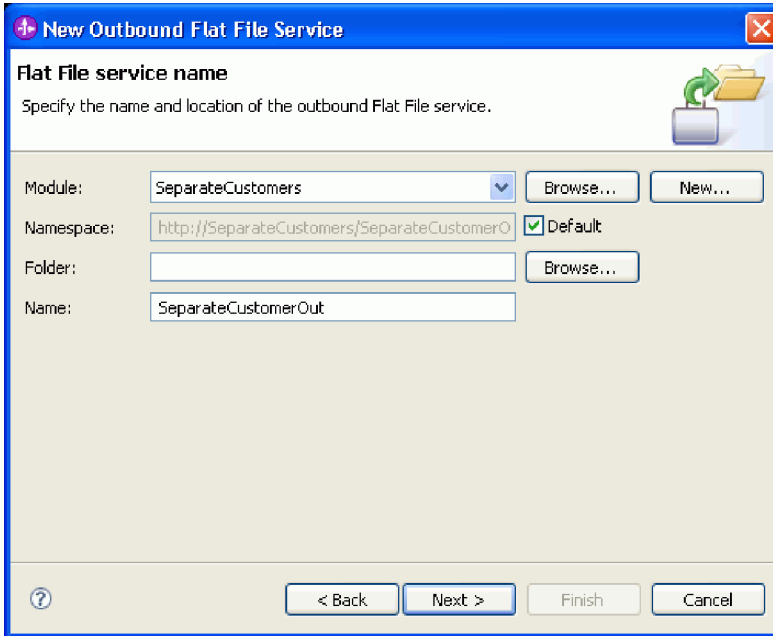 New Outbound Flat File Service
Flat File service name
Specify the name and location of the outbound Flat File service.
Module: SeparateCustomers Browse... New...
Namespace: http://SeparateCustomers/SeparateCustomerO Default
Folder: Browse...
Name: SeparateCustomerOut
? < Back Next > Finish Cancel